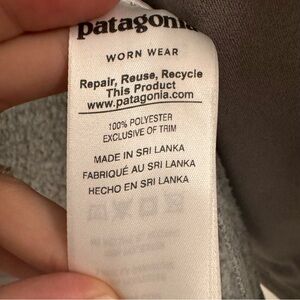 patagonia
WORN WEAR
Repair, Reuse, Recycle
This Product
www.patagonia.com
100% POLYESTER
EXCLUSIVE OF TRIM
MADE IN SRI LANKA
FABRIQUÉ AU SRI LANKA
HECHO EN SRI LANKA